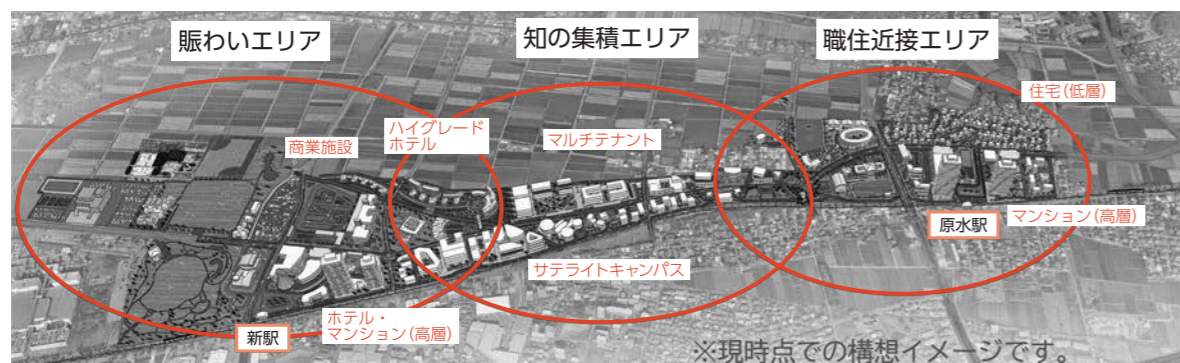 賑わいエリア
知の集積エリア
職住近接エリア
住宅(低層)
ハイグレード
ホテル
商業施設
マルチテナント
マンション(高層)
原水駅
サテライトキャンパス
ホテル・
マンション(高層)
新駅
※現時点での構想イメージです。